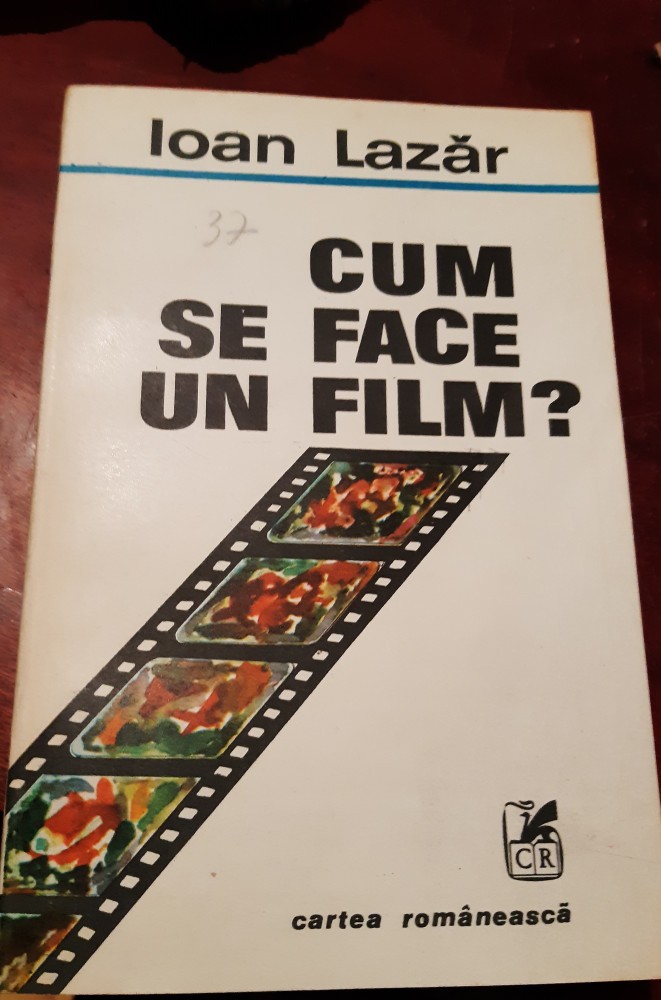 Ioan Lazăr
37
CUM
SE FACE
UN FILM?
CR
cartea românească